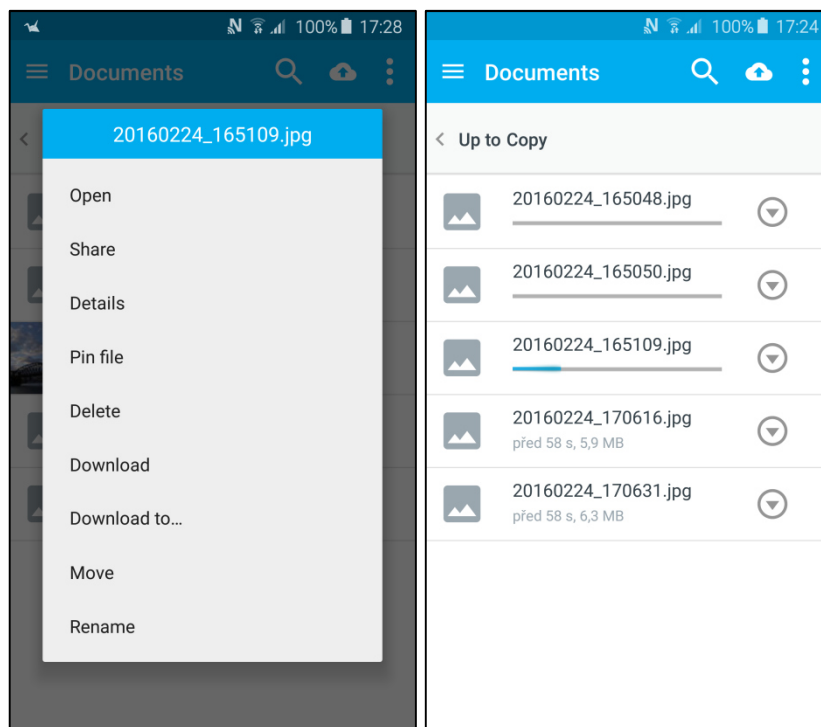 100% 17:28
Documents
20160224_165109.jpg
Open
Share
Details
Pin file
Delete
Download
Download to…
Move
Rename
100% 17:24
Documents
Up to Copy
20160224_165048.jpg
20160224_165050.jpg
20160224_165109.jpg
20160224_170616.jpg
před 58 s, 5,9 MB
20160224_170631.jpg
před 58 s, 6,3 MB